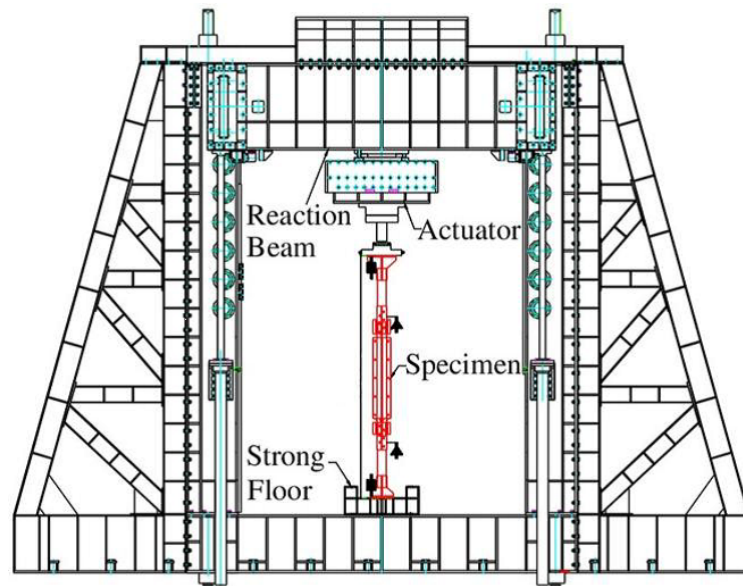 Reaction
Beam
Actuator
Specimen
Strong
Floor